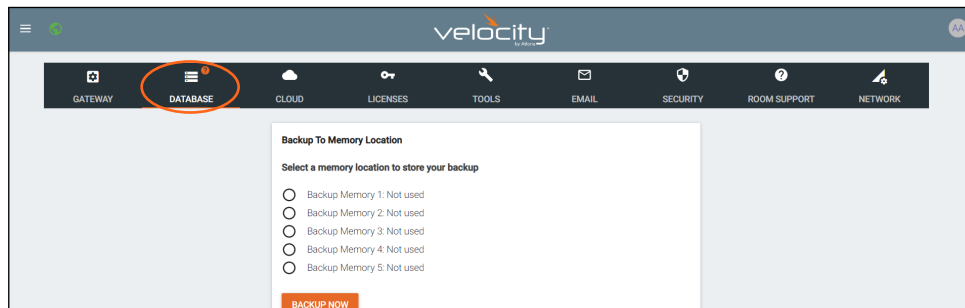 velocity
by Atlona
AA
GATEWAY DATABASE CLOUD LICENSES TOOLS EMAIL SECURITY ROOM SUPPORT NETWORK
Backup To Memory Location
Select a memory location to store your backup
Backup Memory 1: Not used
Backup Memory 2: Not used
Backup Memory 3: Not used
Backup Memory 4: Not used
Backup Memory 5: Not used
BACKUP NOW